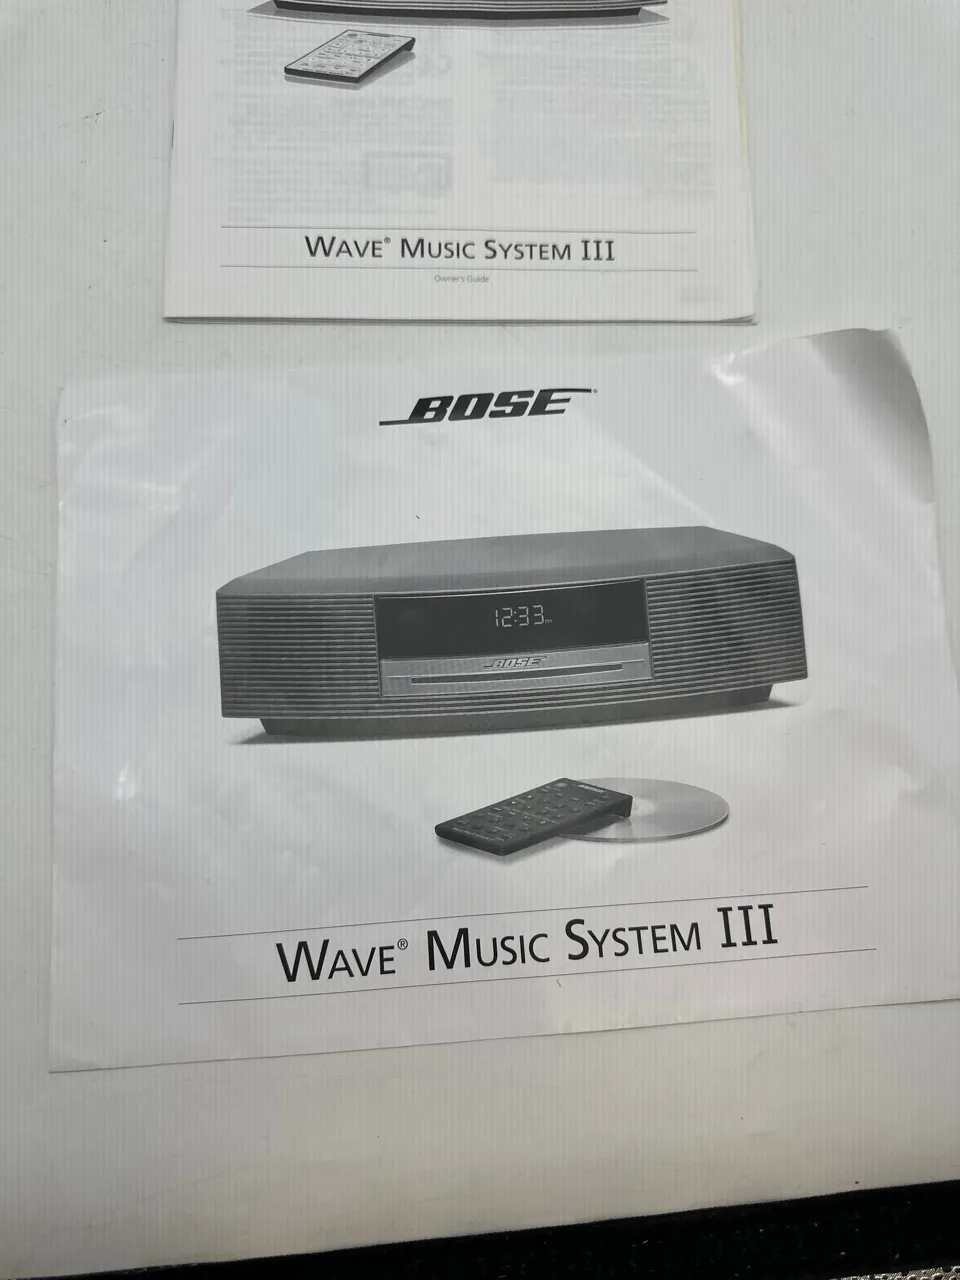 WAVE® MUSIC SYSTEM III
Owner's Guide
BOSE®
12:33
BOSE
WAVE® MUSIC SYSTEM III